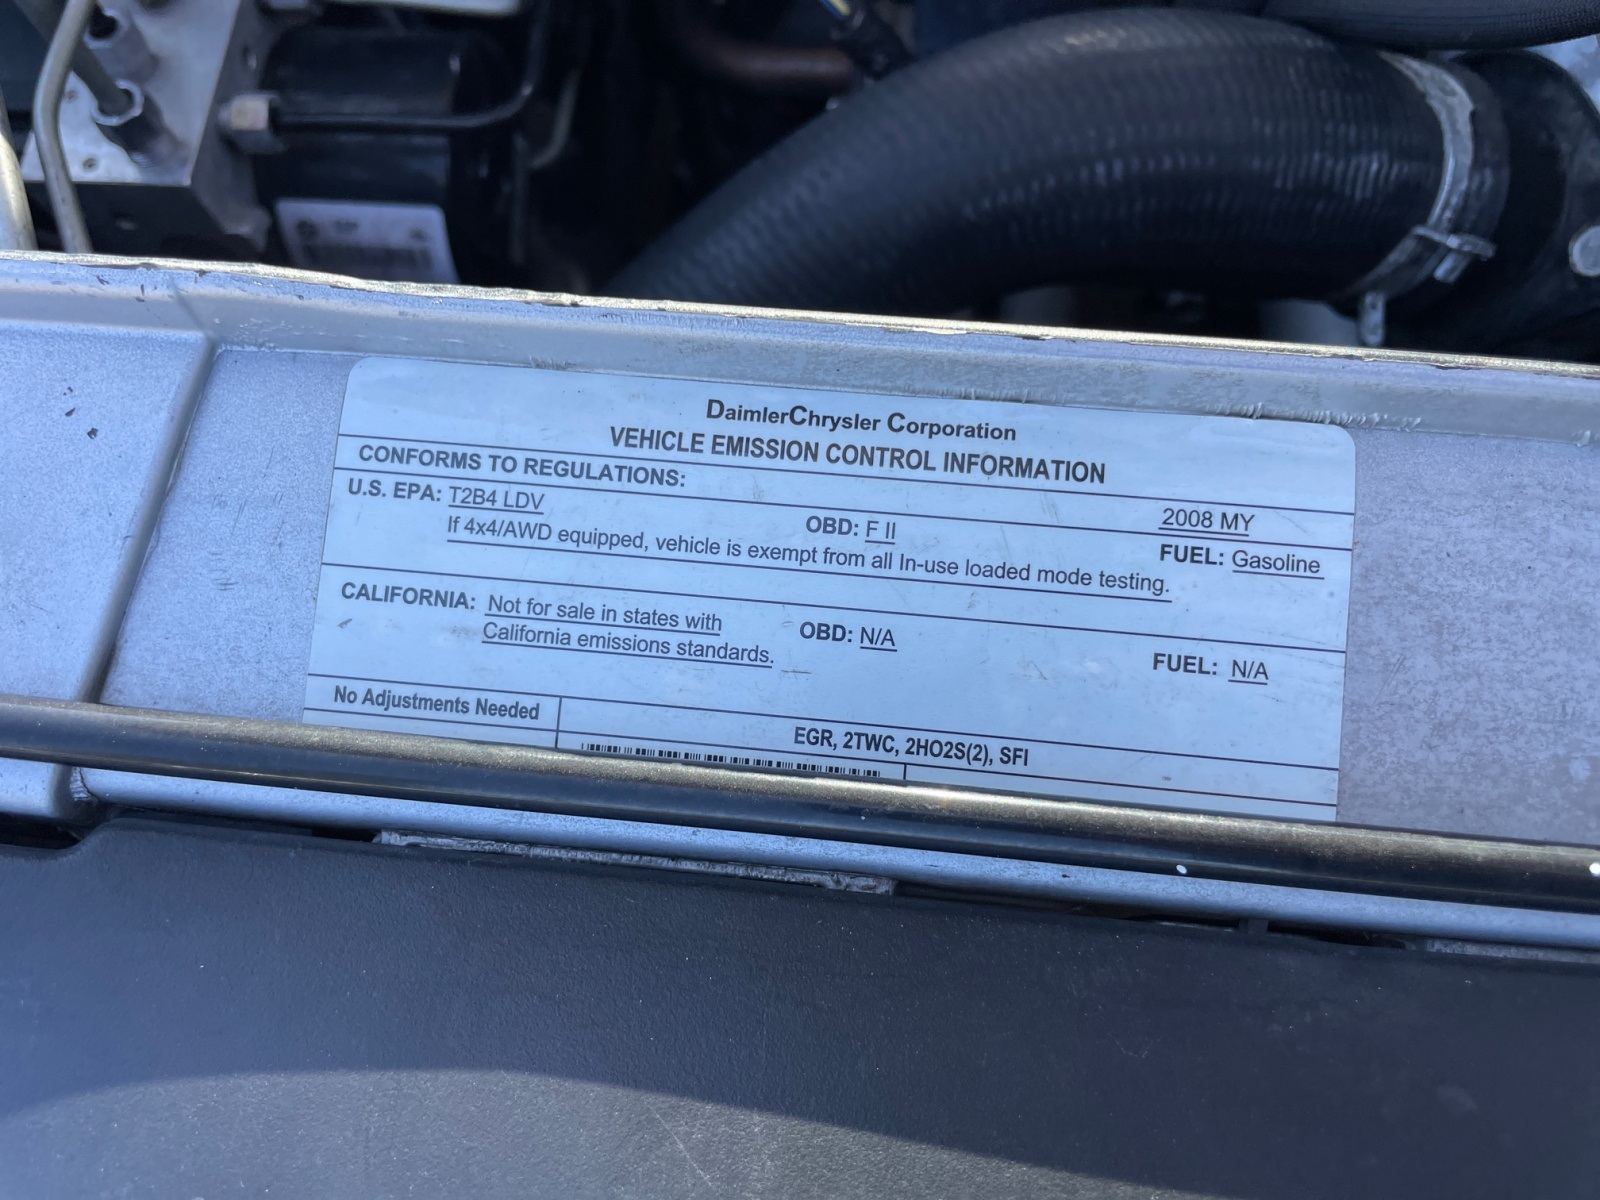 DaimlerChrysler Corporation
VEHICLE EMISSION CONTROL INFORMATION
CONFORMS TO REGULATIONS:
2008 MY
U.S. EPA: T2B4 LDV
OBD: F II
FUEL: Gasoline
If 4x4/AWD equipped, vehicle is exempt from all In-use loaded mode testing.
CALIFORNIA: Not for sale in states with
California emissions standards.
OBD: N/A
FUEL: N/A
No Adjustments Needed
EGR, 2TWC, 2HO2S(2), SFI